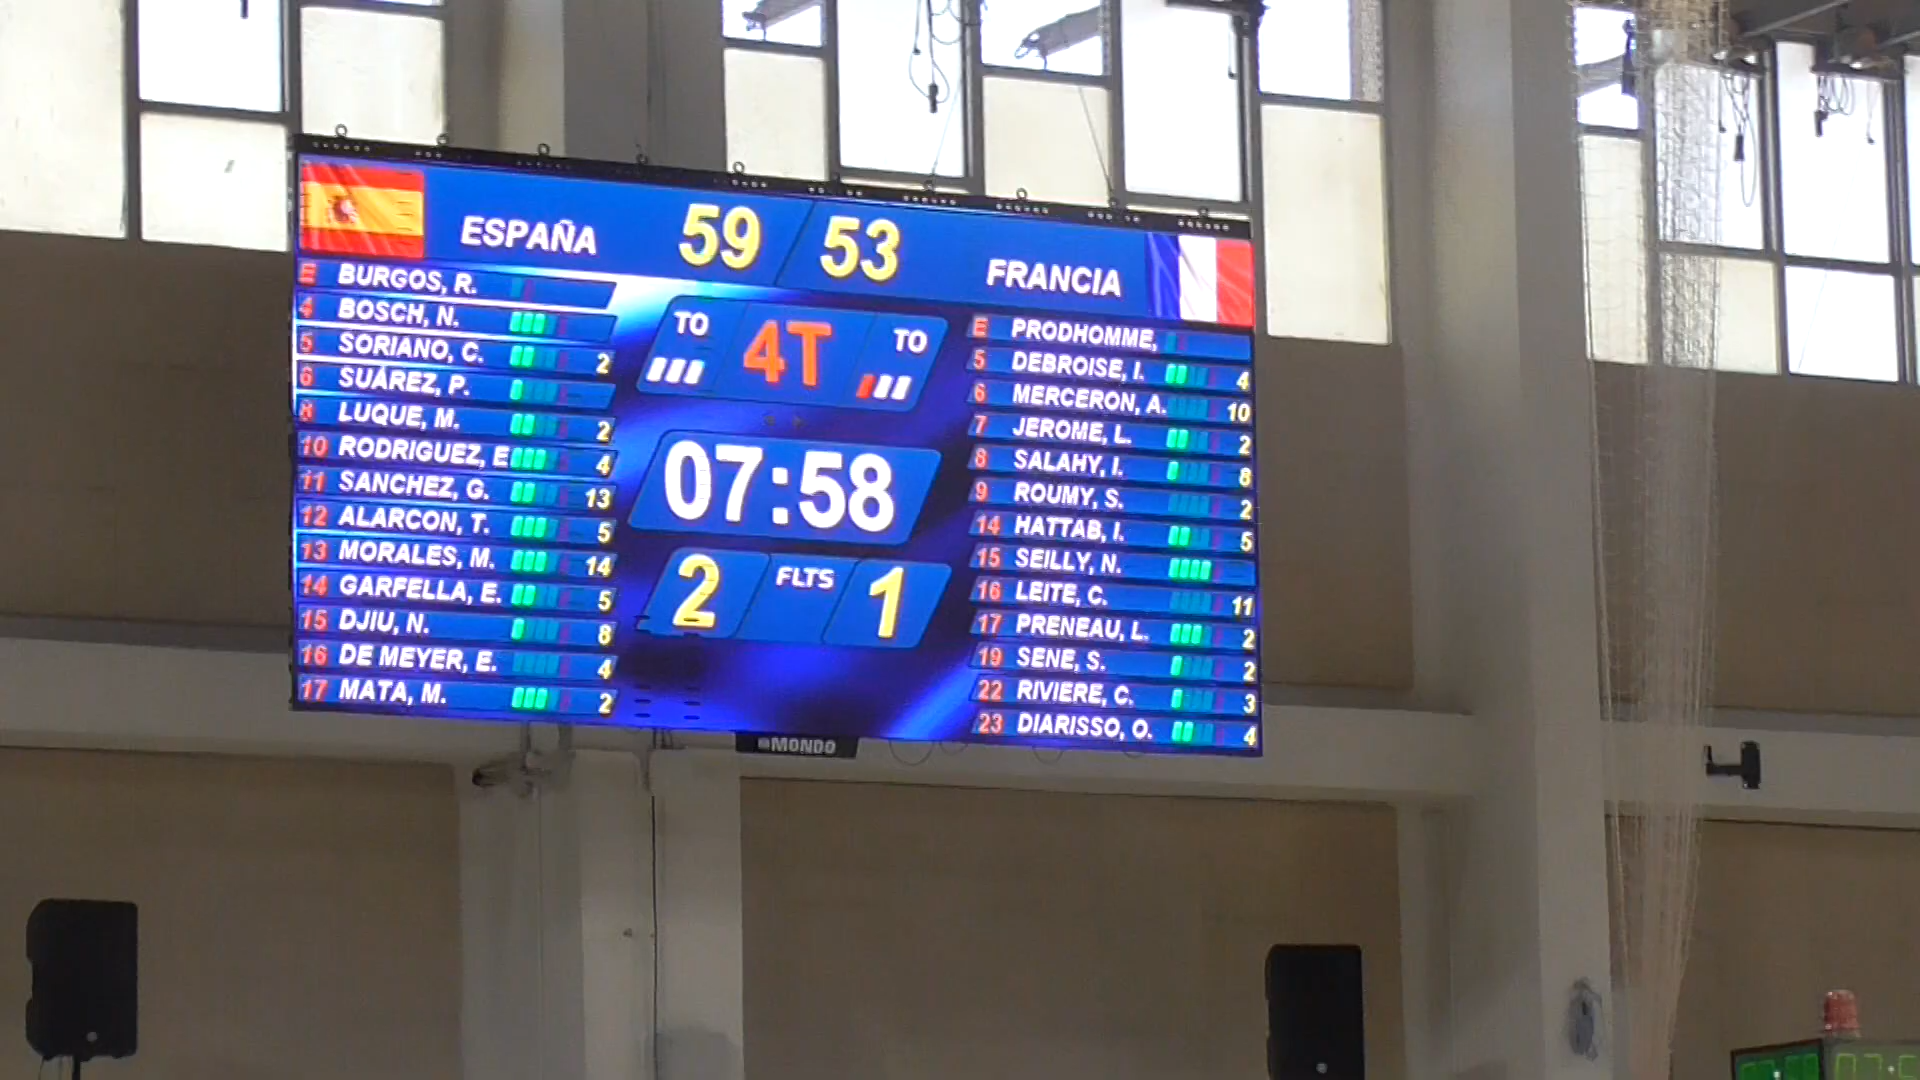 ESPAÑA 59 53 FRANCIA
E BURGOS, R.
4 BOSCH, N.
5 SORIANO, C. 2
6 SUÁREZ, P.
8 LUQUE, M. 2
10 RODRIGUEZ, E 4
11 SANCHEZ, G. 13
12 ALARCON, T. 5
13 MORALES, M. 14
14 GARFELLA, E. 5
15 DJIU, N. 8
16 DE MEYER, E. 4
17 MATA, M. 2
TO 4T TO
07:58
2 FLTS 1
E PRODHOMME,
5 DEBROISE, I. 4
6 MERCERON, A. 10
7 JEROME, L. 2
8 SALAHY, I. 8
9 ROUMY, S. 2
14 HATTAB, I. 5
15 SEILLY, N.
16 LEITE, C. 11
17 PRENEAU, L. 2
19 SENE, S. 2
22 RIVIERE, C. 3
23 DIARISSO, O. 4
MONDO